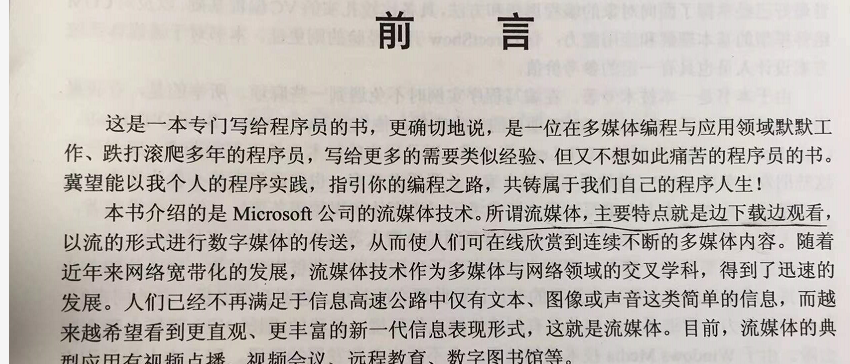 前 言
这是一本专门写给程序员的书，更确切地说，是一位在多媒体编程与应用领域默默工
作、跌打滚爬多年的程序员，写给更多的需要类似经验、但又不想如此痛苦的程序员的书。
冀望能以我个人的程序实践，指引你的编程之路，共铸属于我们自己的程序人生！
本书介绍的是 Microsoft 公司的流媒体技术。所谓流媒体，主要特点就是边下载边观看，
以流的形式进行数字媒体的传送，从而使人们可在线欣赏到连续不断的多媒体内容。随着
近年来网络宽带化的发展，流媒体技术作为多媒体与网络领域的交叉学科，得到了迅速的
发展。人们已经不再满足于信息高速公路中仅有文本、图像或声音这类简单的信息，而越
来越希望看到更直观、更丰富的新一代信息表现形式，这就是流媒体。目前，流媒体的典
型应用有视频点播、视频会议、远程教育、数字图书馆等。